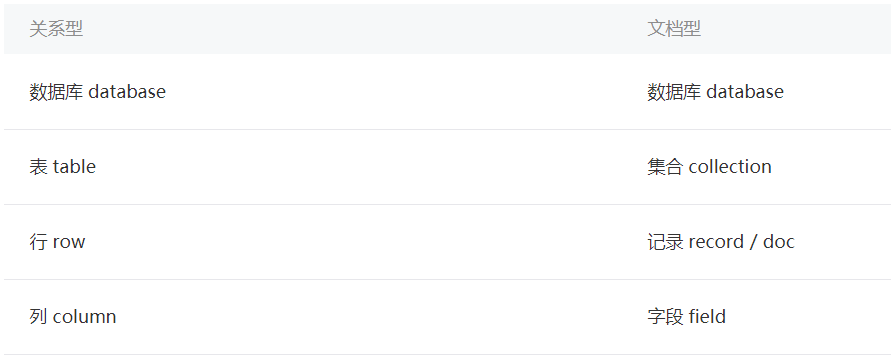 关系型 文档型
数据库 database 数据库 database
表 table 集合 collection
行 row 记录 record / doc
列 column 字段 field